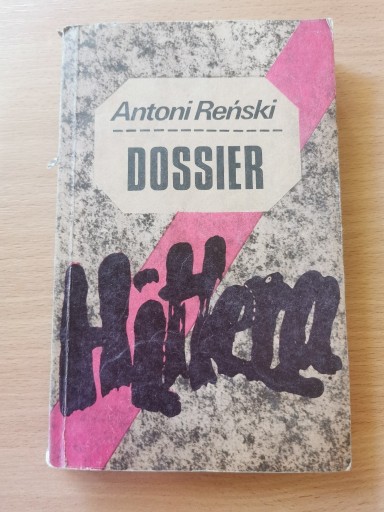 Antoni Reński
DOSSIER
Hitlera